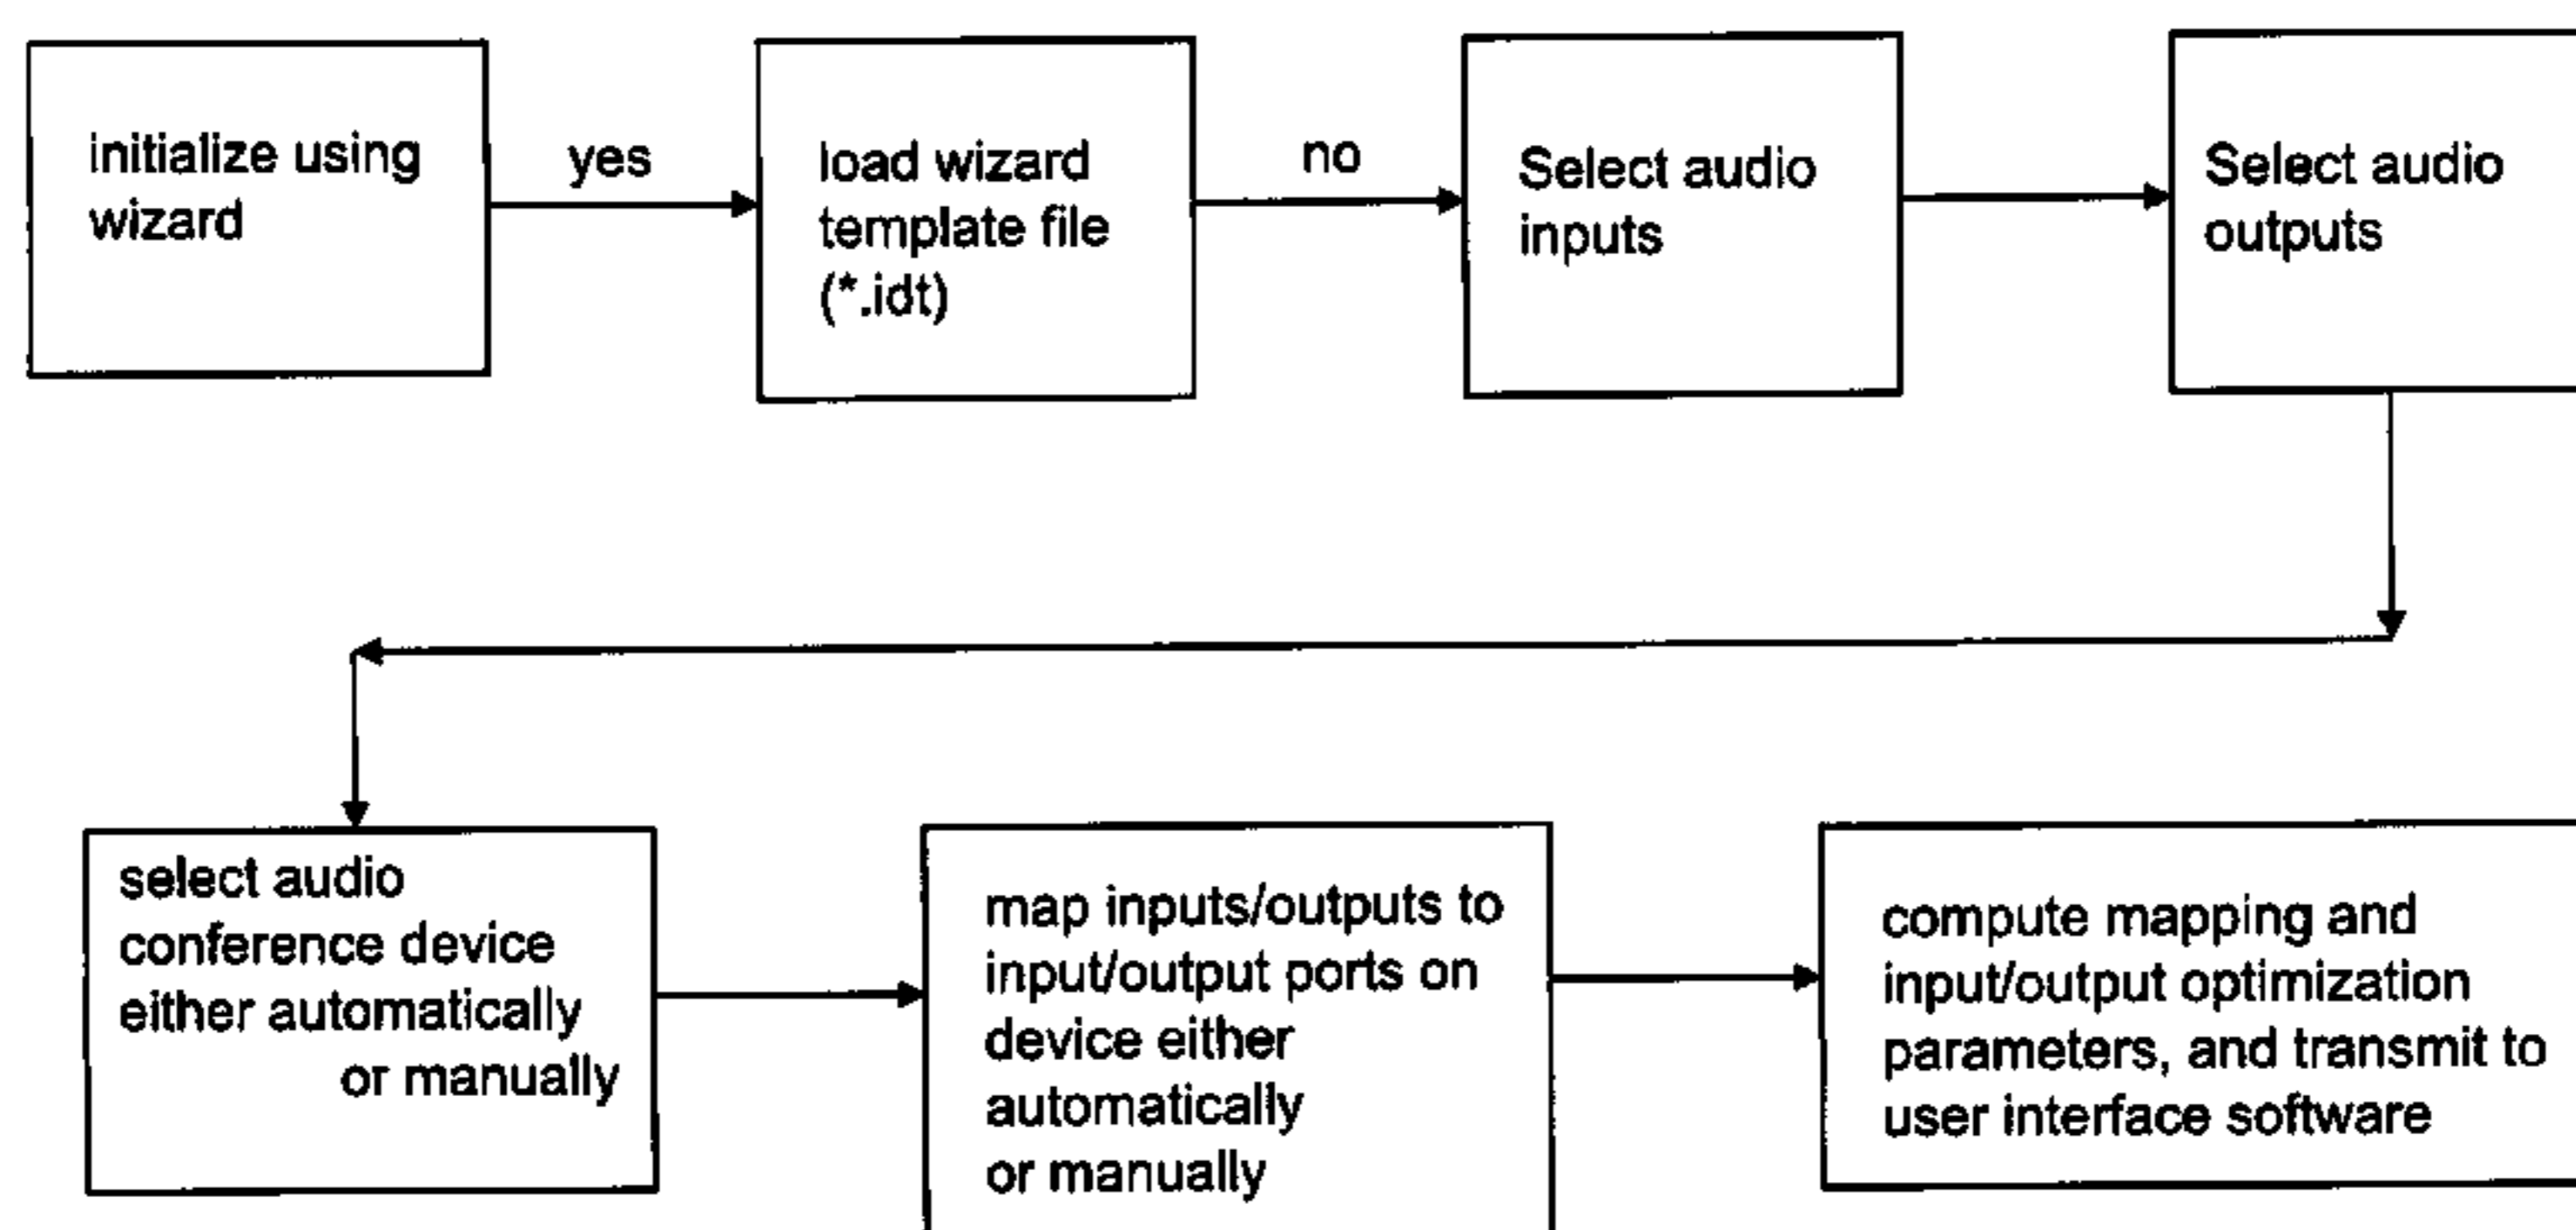 initialize using
wizard
yes
load wizard
template file
(*.idt)
no
Select audio
inputs
Select audio
outputs
select audio
conference device
either automatically
or manually
map inputs/outputs to
input/output ports on
device either
automatically
or manually
compute mapping and
input/output optimization
parameters, and transmit to
user interface software